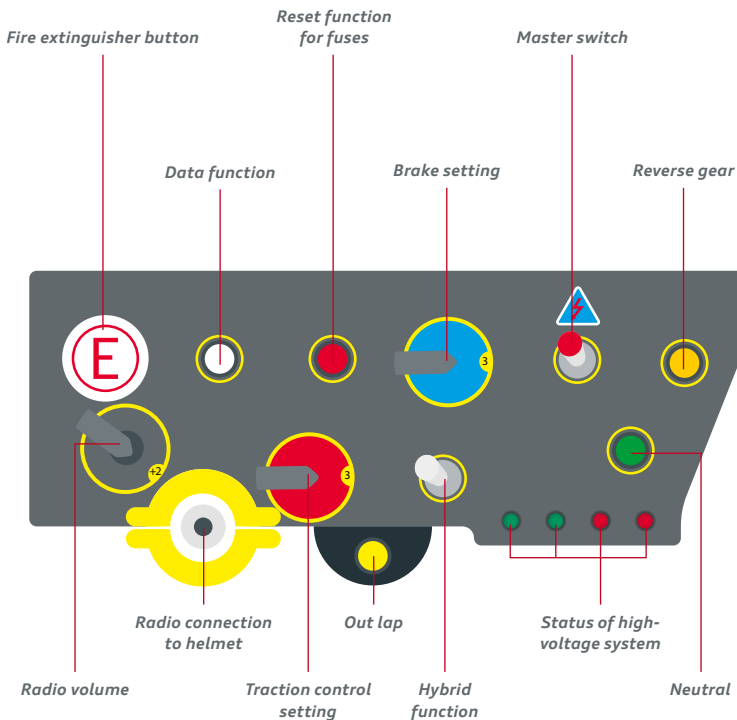 Reset function
for fuses
Fire extinguisher button
Master switch
Data function
Brake setting
Reverse gear
E
3
+2
3
Radio connection
to helmet
Out lap
Status of high-
voltage system
Radio volume
Traction control
setting
Hybrid
function
Neutral